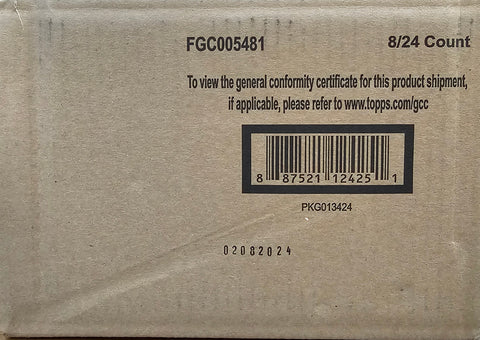 FGC005481 8/24 Count
To view the general conformity certificate for this product shipment,
if applicable, please refer to www.topps.com/gcc
8 87521 12425 1
PKG013424
02082024